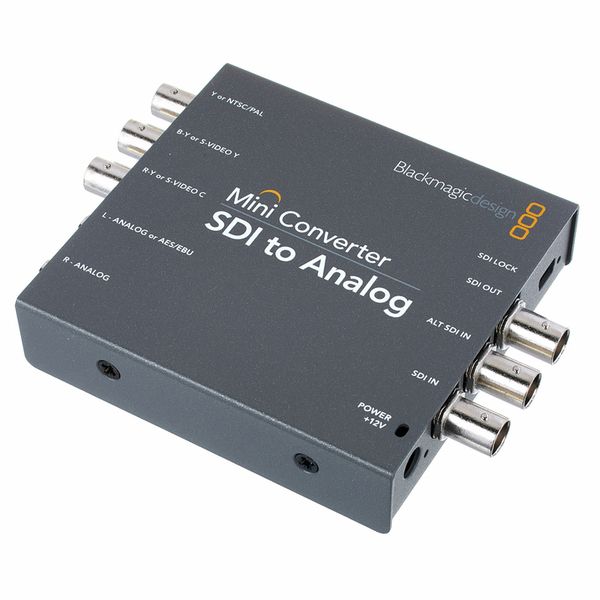 Y or NTSC/PAL
B-Y or S-VIDEO Y
R-Y or S-VIDEO C
L - ANALOG or AES/EBU
R - ANALOG
Mini Converter
SDI to Analog
Blackmagicdesign
SDI LOCK
SDI OUT
ALT SDI IN
SDI IN
POWER
+12V